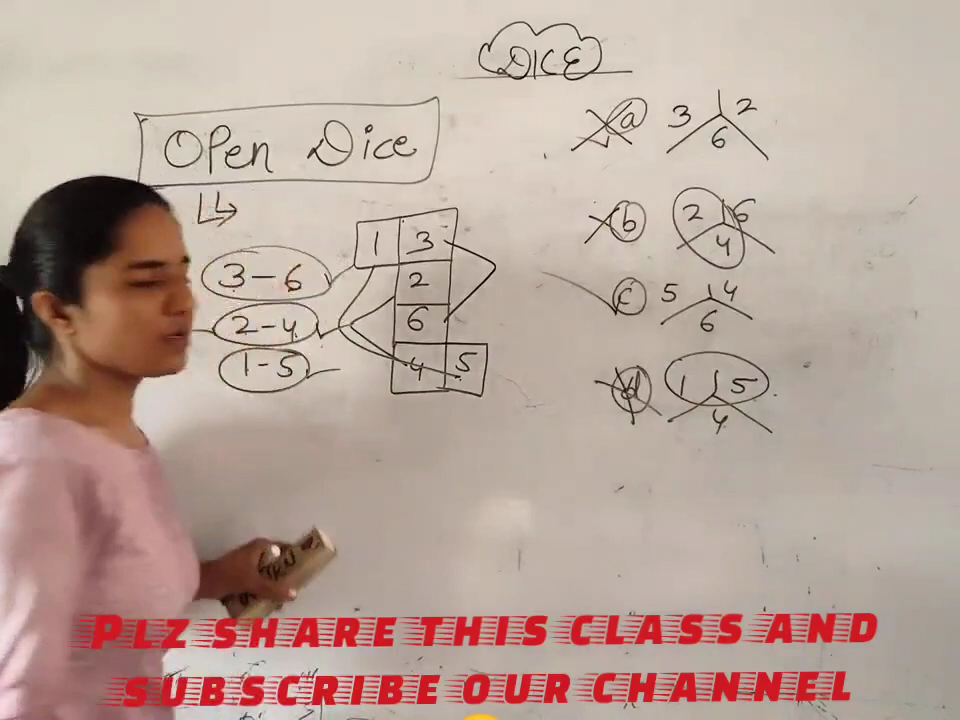 DICE
Open Dice
3-6
2-4
1-5
1 3
2
6
4 5
a 3 2
6
b 2 6
4
c 5 4
6
d 1 5
4
PLZ SHARE THIS CLASS AND
SUBSCRIBE OUR CHANNEL